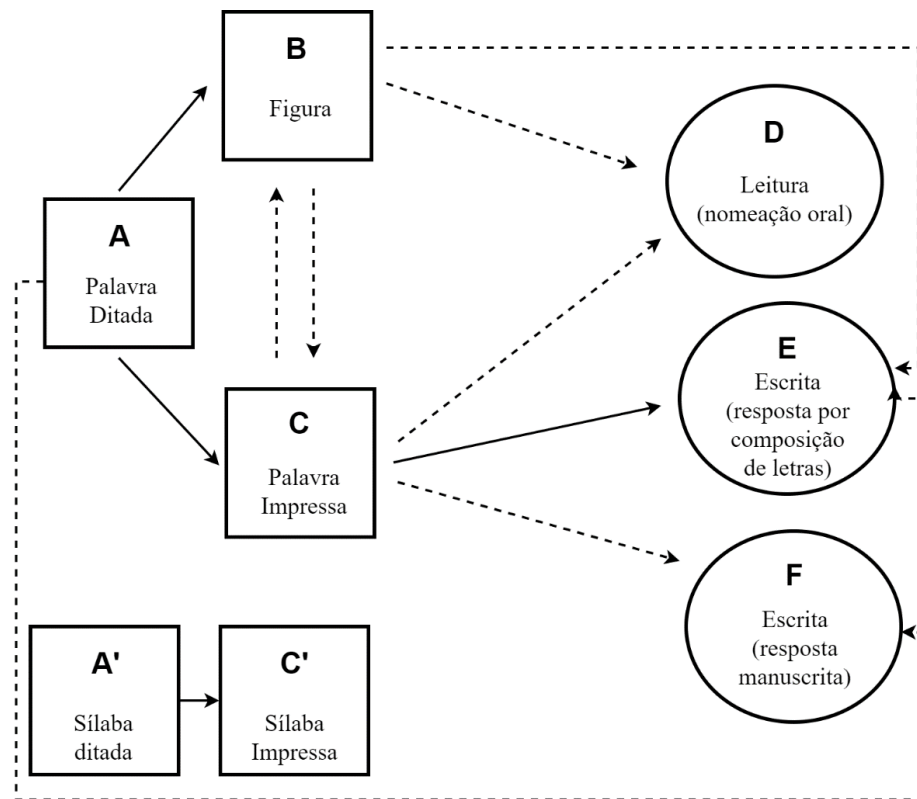 B
Figura
D
Leitura
(nomeação oral)
A
Palavra
Ditada
E
Escrita
(resposta por
composição
de letras)
C
Palavra
Impressa
F
Escrita
(resposta
manuscrita)
A'
Sílaba
ditada
C'
Sílaba
Impressa